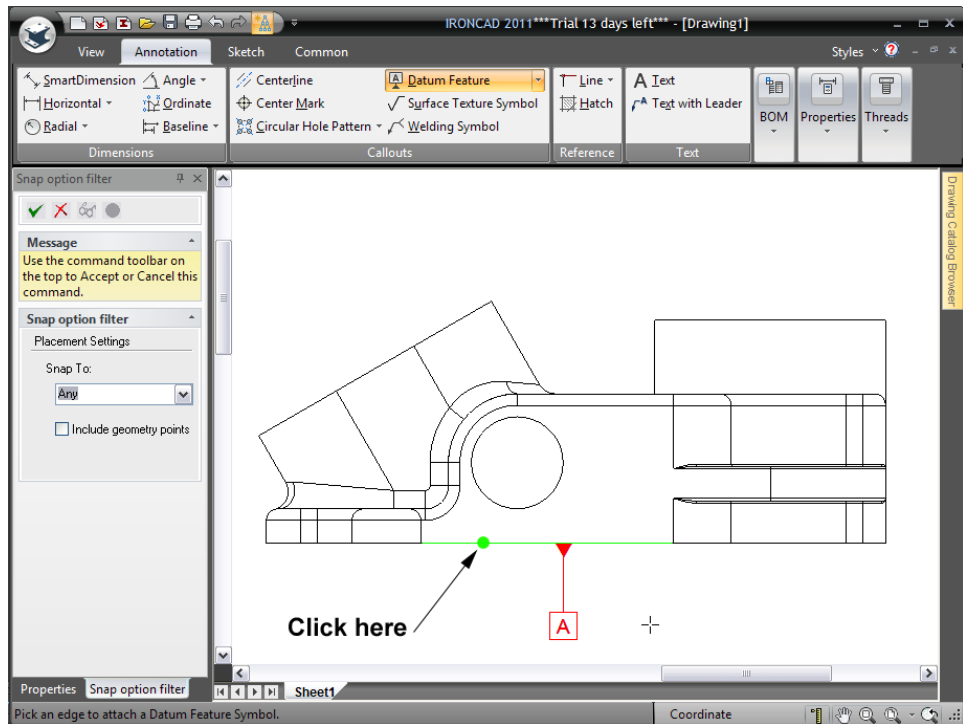 IRONCAD 2011***Trial 13 days left*** - [Drawing1]
View Annotation Sketch Common Styles
SmartDimension Angle Centerline Datum Feature Line A Text
Horizontal Ordinate Center Mark Surface Texture Symbol Hatch Text with Leader
Radial Baseline Circular Hole Pattern Welding Symbol BOM Properties Threads
Dimensions Callouts Reference Text
Snap option filter
Message
Use the command toolbar on
the top to Accept or Cancel this
command.
Snap option filter
Placement Settings
Snap To:
Any
Include geometry points
Drawing Catalog Browser
Click here
A
Properties Snap option filter Sheet1
Pick an edge to attach a Datum Feature Symbol. Coordinate